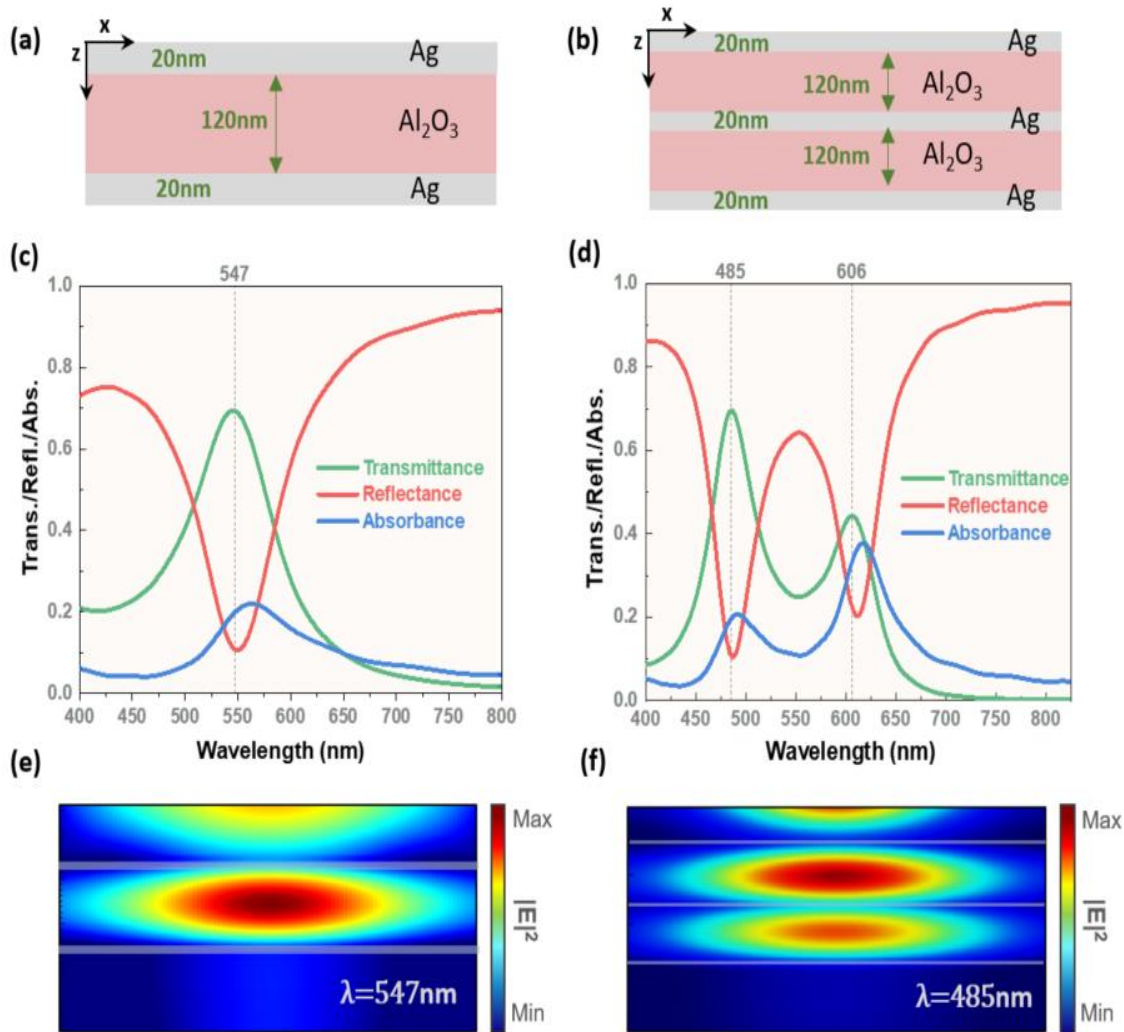 (a)
x
z
20nm
Ag
120nm
Al₂O₃
20nm
Ag
(b)
x
z
20nm
Ag
120nm
Al₂O₃
20nm
Ag
120nm
Al₂O₃
20nm
Ag
(c)
547
1.0
0.8
0.6
0.4
0.2
0.0
Trans./Refl./Abs.
Transmittance
Reflectance
Absorbance
400 450 500 550 600 650 700 750 800
Wavelength (nm)
(d)
485 606
1.0
0.8
0.6
0.4
0.2
0.0
Trans./Refl./Abs.
Transmittance
Reflectance
Absorbance
400 450 500 550 600 650 700 750 800
Wavelength (nm)
(e)
λ=547nm
Max
|E|²
Min
(f)
λ=485nm
Max
|E|²
Min